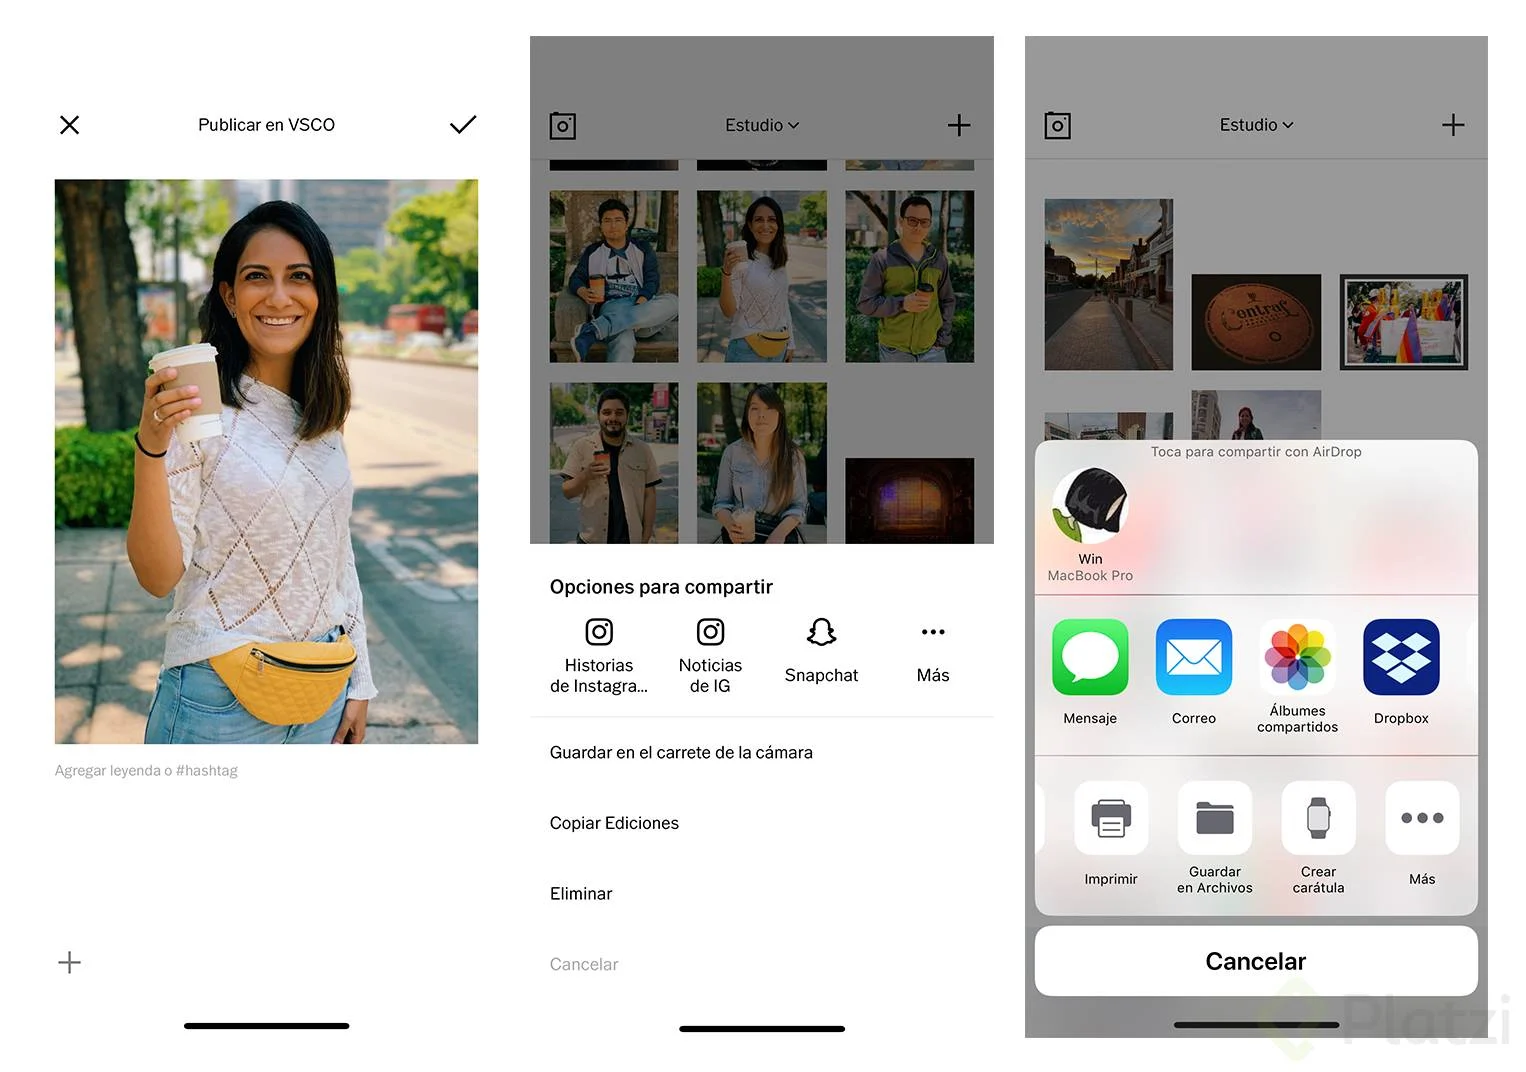 Publicar en VSCO
Agregar leyenda o #hashtag
Estudio
Opciones para compartir
Historias
de Instagra...
Noticias
de IG
Snapchat
Más
Guardar en el carrete de la cámara
Copiar Ediciones
Eliminar
Cancelar
Estudio
Contraf
Toca para compartir con AirDrop
Win
MacBook Pro
Mensaje
Correo
Álbumes
compartidos
Dropbox
Imprimir
Guardar
en Archivos
Crear
carátula
Más
Cancelar
Platzi